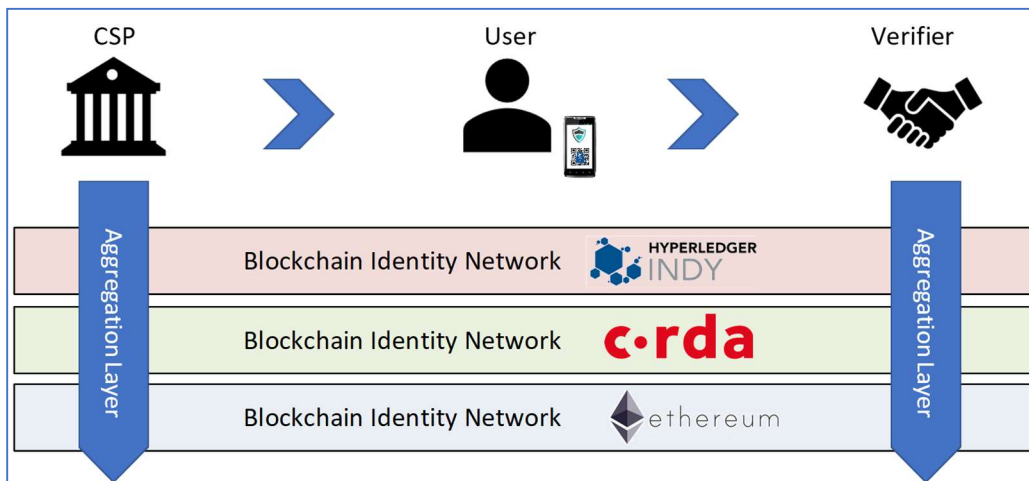 CSP
User
Verifier
Aggregation Layer
Blockchain Identity Network
HYPERLEDGER
INDY
Blockchain Identity Network
c•rda
Blockchain Identity Network
ethereum
Aggregation Layer